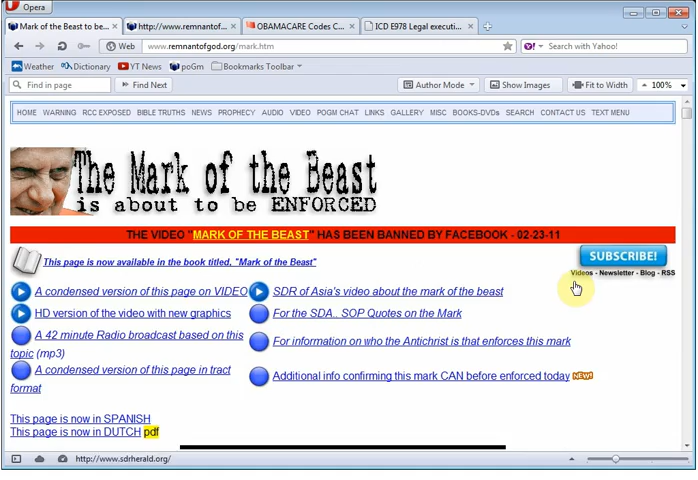 Opera
Mark of the Beast to be...
http://www.remnantof...
OBAMACARE Codes C...
ICD E978 Legal executi...
Web
www.remnantofgod.org/mark.htm
Search with Yahoo!
Weather
Dictionary
YT News
poGm
Bookmarks Toolbar
Find in page
Find Next
Author Mode
Show Images
Fit to Width
100%
HOME WARNING RCC EXPOSED BIBLE TRUTHS NEWS PROPHECY AUDIO VIDEO POGM CHAT LINKS GALLERY MISC BOOKS-DVDs SEARCH CONTACT US TEXT MENU
The Mark of the Beast
is about to be ENFORCED
THE VIDEO "MARK OF THE BEAST" HAS BEEN BANNED BY FACEBOOK - 02-23-11
This page is now available in the book titled, "Mark of the Beast"
SUBSCRIBE!
Videos - Newsletter - Blog - RSS
A condensed version of this page on VIDEO
SDR of Asia's video about the mark of the beast
HD version of the video with new graphics
For the SDA.. SOP Quotes on the Mark
A 42 minute Radio broadcast based on this
topic (mp3)
For information on who the Antichrist is that enforces this mark
A condensed version of this page in tract
format
Additional info confirming this mark CAN before enforced today NEW!
This page is now in SPANISH
This page is now in DUTCH pdf
http://www.sdrherald.org/